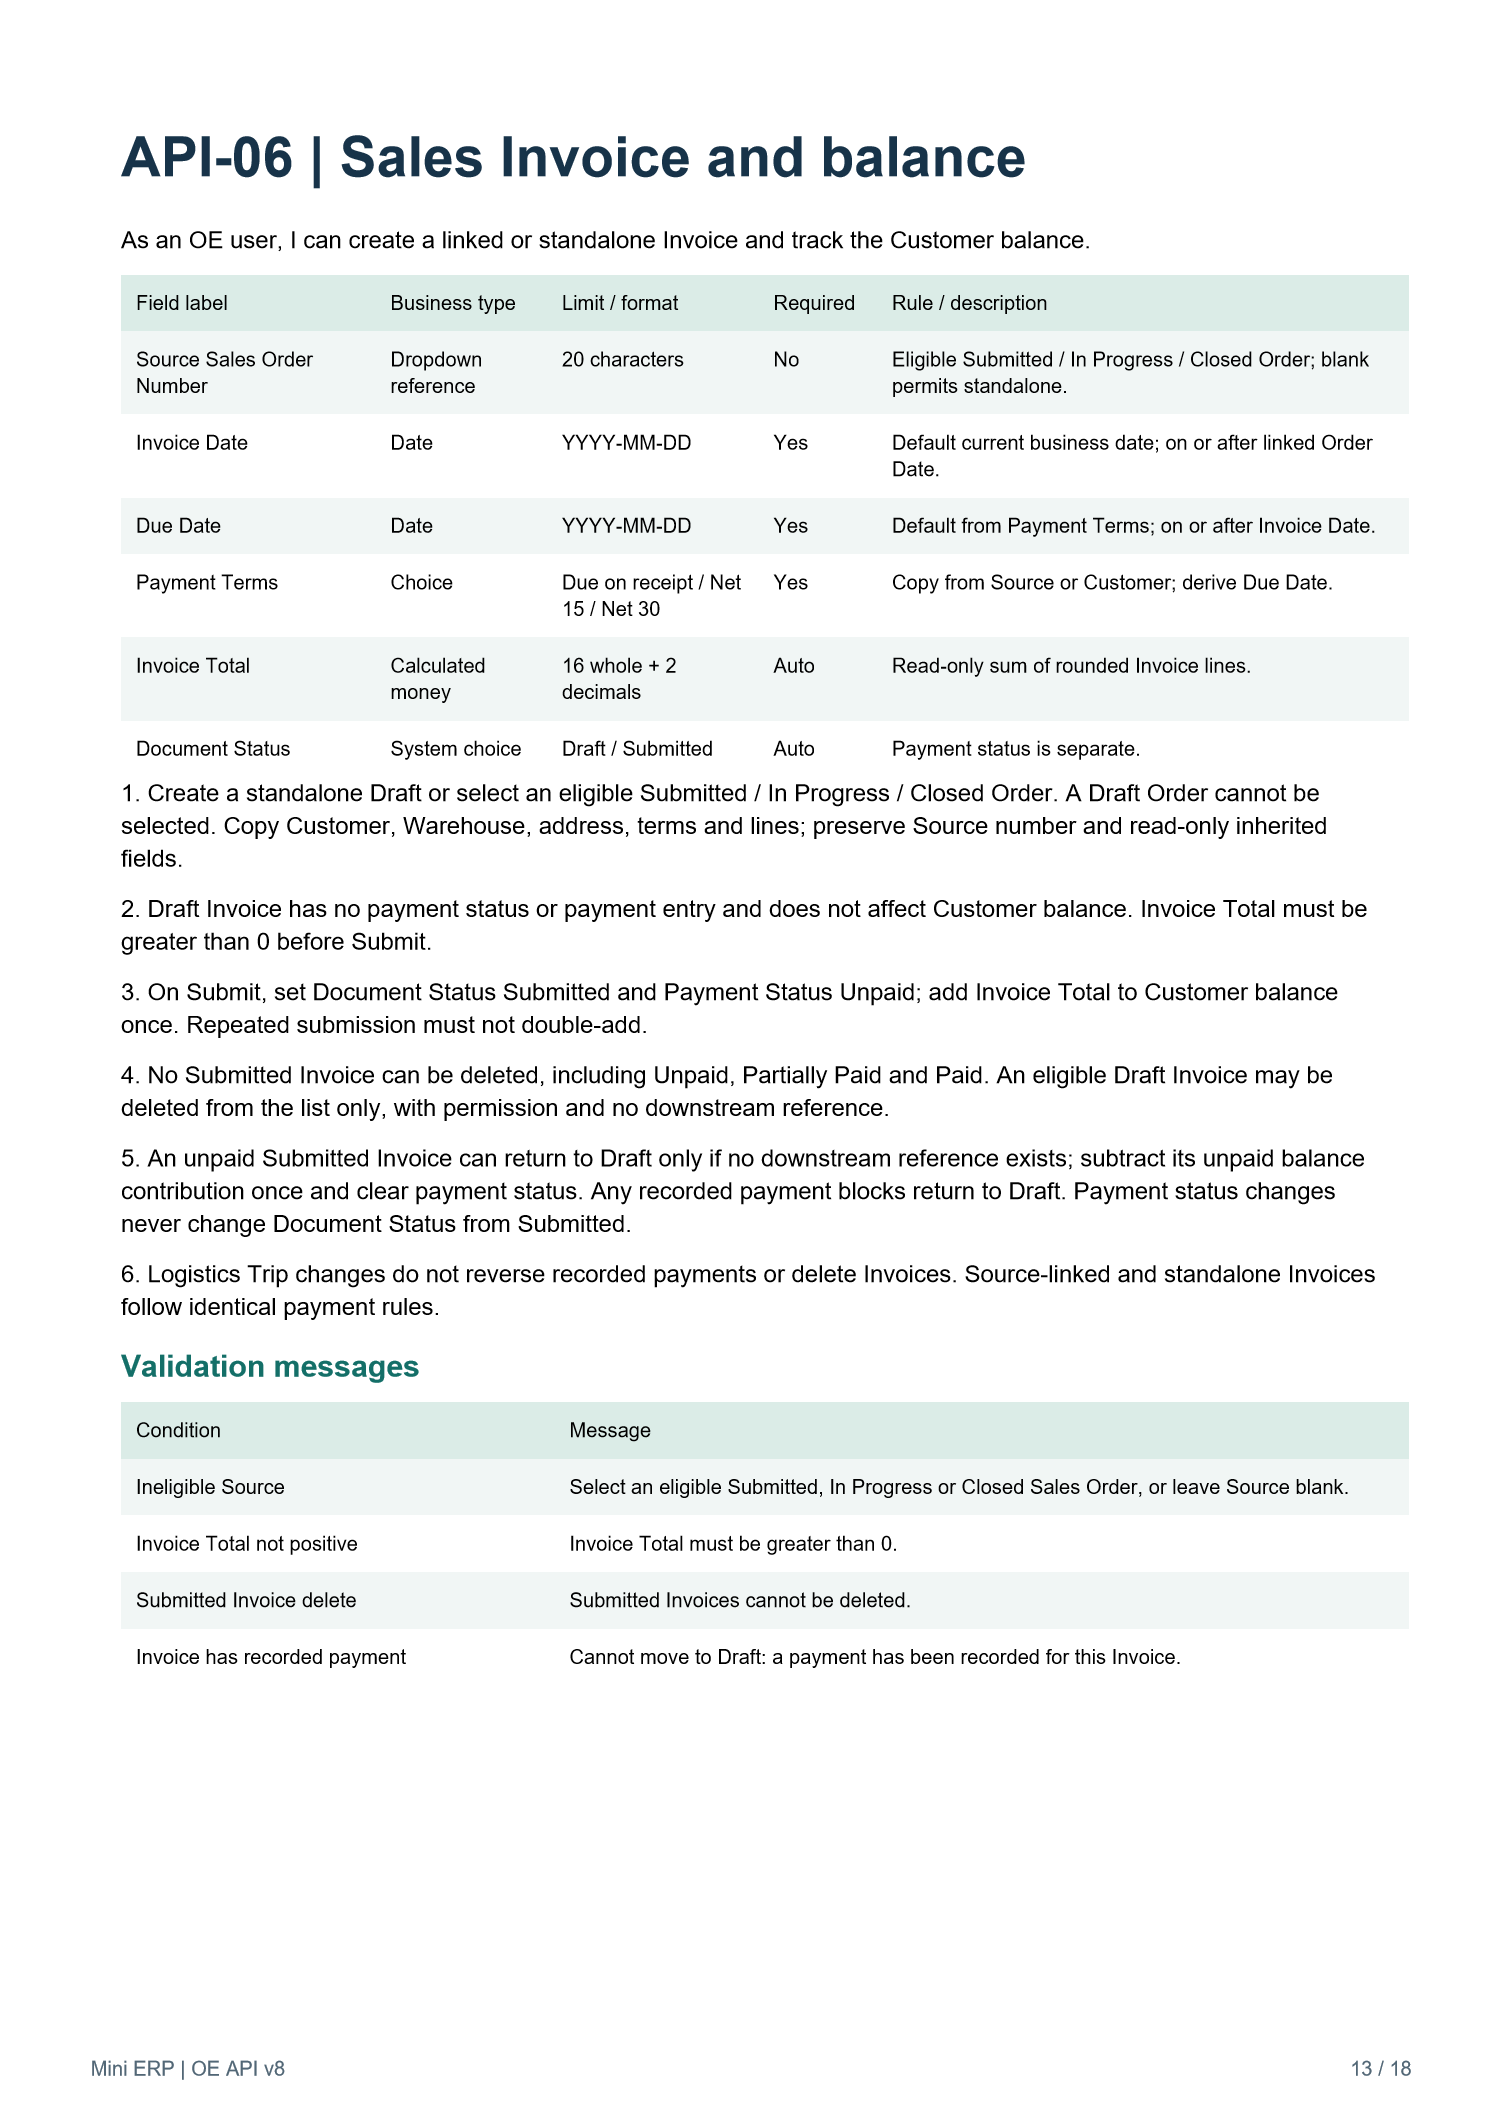 API-06 | Sales Invoice and balance
As an OE user, I can create a linked or standalone Invoice and track the Customer balance.
Field label Business type Limit / format Required Rule / description
Source Sales Order Number Dropdown reference 20 characters No Eligible Submitted / In Progress / Closed Order; blank permits standalone.
Invoice Date Date YYYY-MM-DD Yes Default current business date; on or after linked Order Date.
Due Date Date YYYY-MM-DD Yes Default from Payment Terms; on or after Invoice Date.
Payment Terms Choice Due on receipt / Net 15 / Net 30 Yes Copy from Source or Customer; derive Due Date.
Invoice Total Calculated money 16 whole + 2 decimals Auto Read-only sum of rounded Invoice lines.
Document Status System choice Draft / Submitted Auto Payment status is separate.
1. Create a standalone Draft or select an eligible Submitted / In Progress / Closed Order. A Draft Order cannot be
selected. Copy Customer, Warehouse, address, terms and lines; preserve Source number and read-only inherited
fields.
2. Draft Invoice has no payment status or payment entry and does not affect Customer balance. Invoice Total must be
greater than 0 before Submit.
3. On Submit, set Document Status Submitted and Payment Status Unpaid; add Invoice Total to Customer balance
once. Repeated submission must not double-add.
4. No Submitted Invoice can be deleted, including Unpaid, Partially Paid and Paid. An eligible Draft Invoice may be
deleted from the list only, with permission and no downstream reference.
5. An unpaid Submitted Invoice can return to Draft only if no downstream reference exists; subtract its unpaid balance
contribution once and clear payment status. Any recorded payment blocks return to Draft. Payment status changes
never change Document Status from Submitted.
6. Logistics Trip changes do not reverse recorded payments or delete Invoices. Source-linked and standalone Invoices
follow identical payment rules.
Validation messages
Condition Message
Ineligible Source Select an eligible Submitted, In Progress or Closed Sales Order, or leave Source blank.
Invoice Total not positive Invoice Total must be greater than 0.
Submitted Invoice delete Submitted Invoices cannot be deleted.
Invoice has recorded payment Cannot move to Draft: a payment has been recorded for this Invoice.
Mini ERP | OE API v8 13 / 18